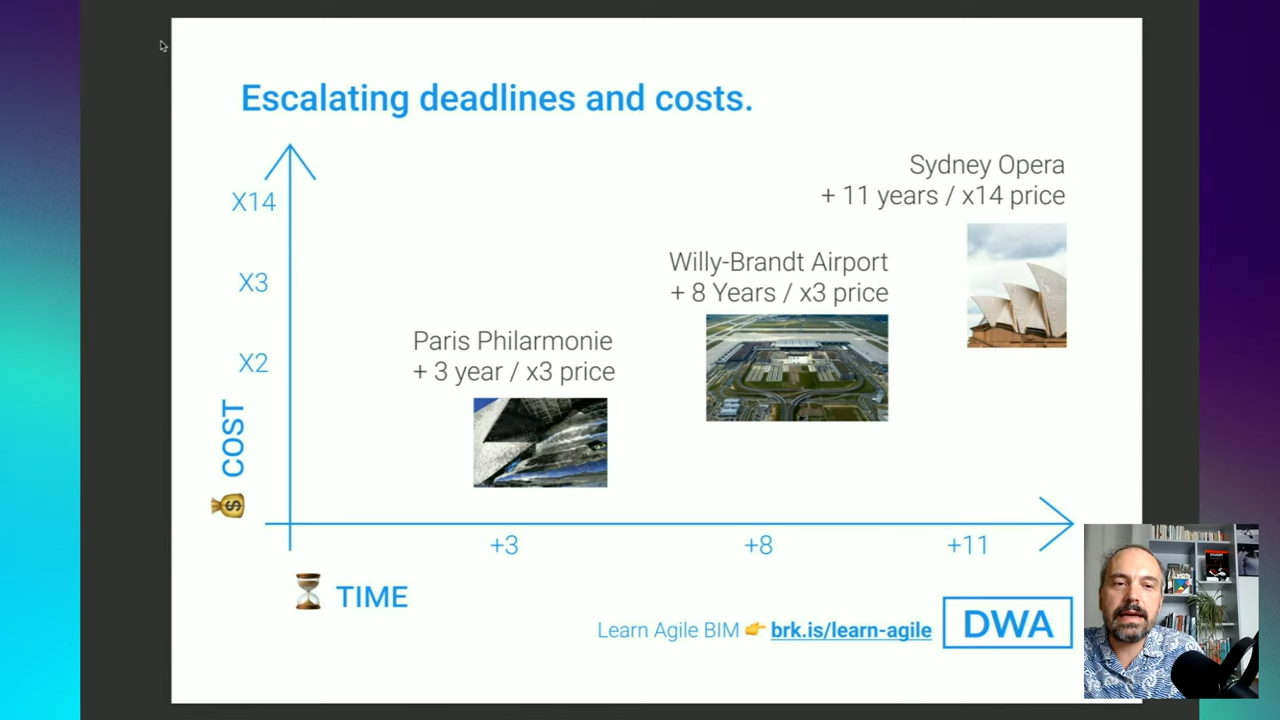 Escalating deadlines and costs.
Sydney Opera
+ 11 years / x14 price
X14
Willy-Brandt Airport
+ 8 Years / x3 price
X3
Paris Philarmonie
+ 3 year / x3 price
X2
COST
+3
+8
+11
TIME
Learn Agile BIM 👉 brk.is/learn-agile
DWA